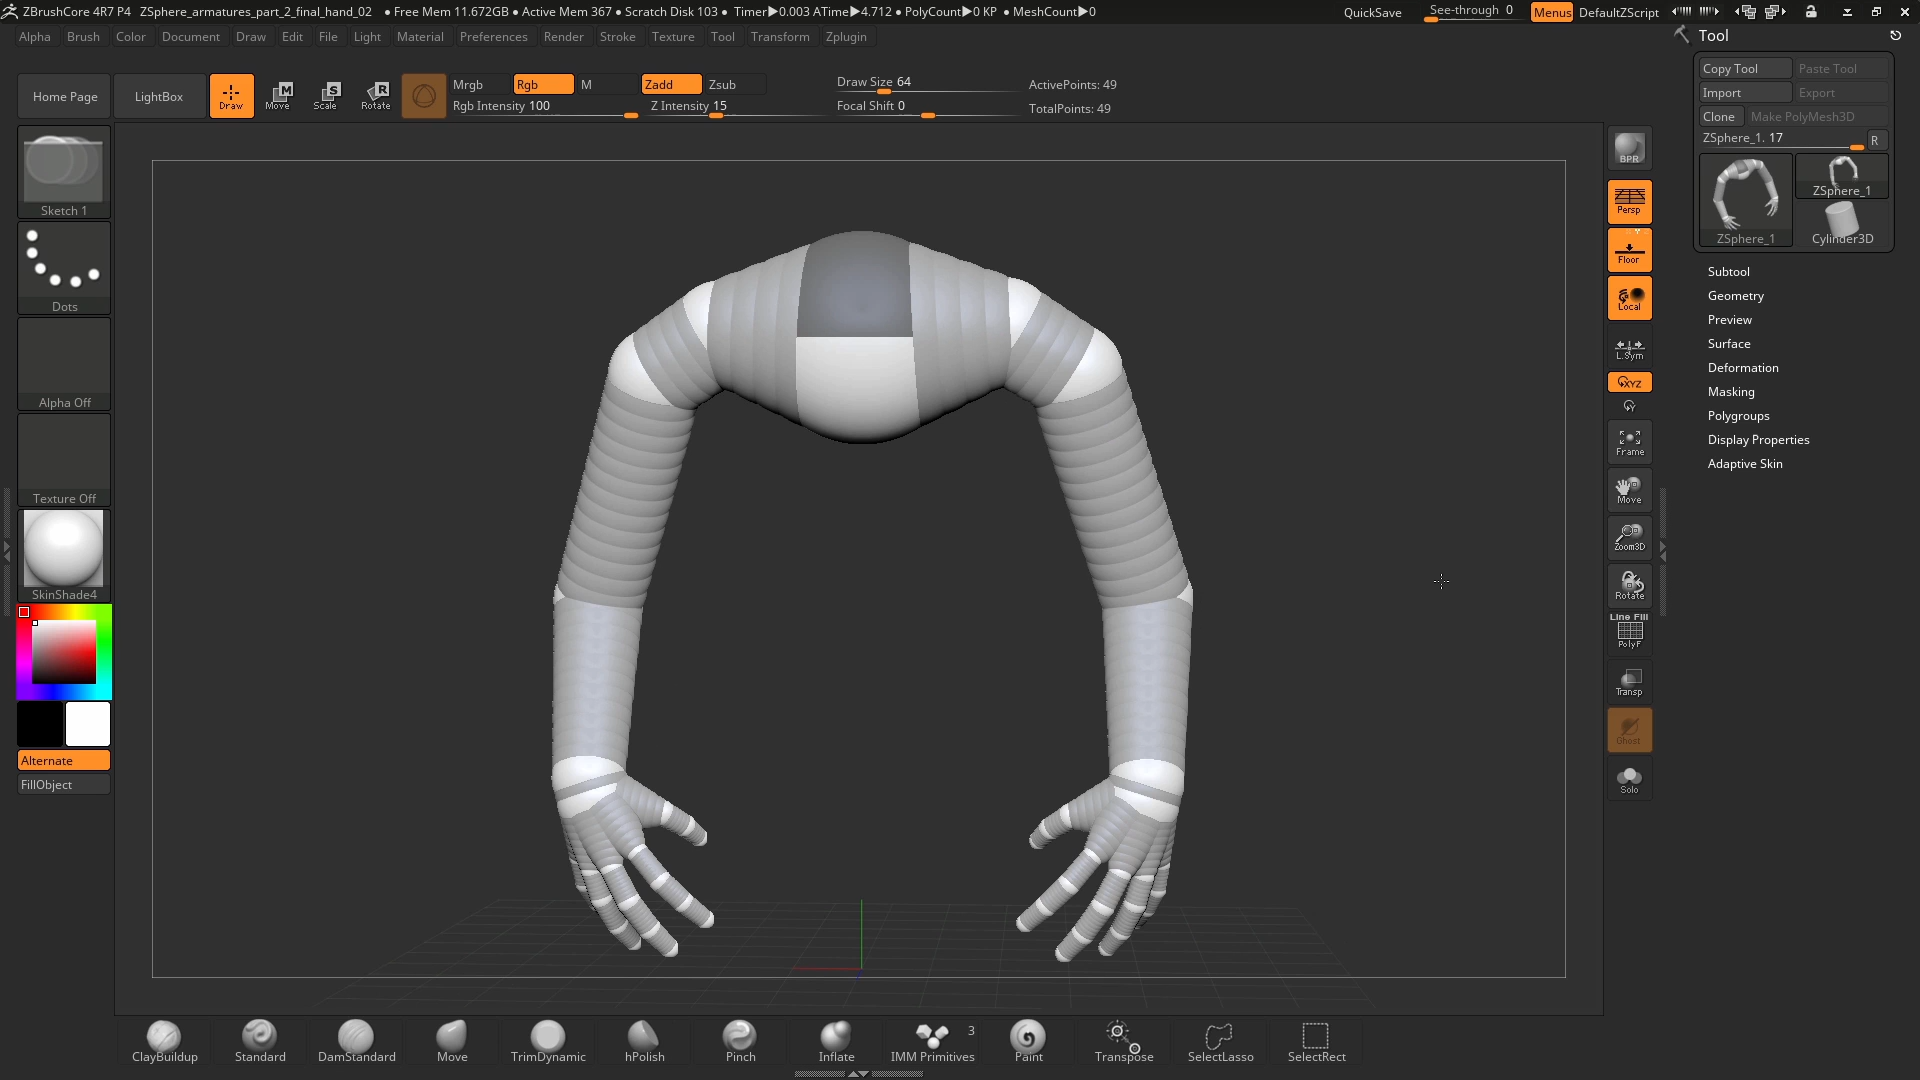 ZBrushCore 4R7 P4 ZSphere_armatures_part_2_final_hand_02 ● Free Mem 11.672GB ● Active Mem 367 ● Scratch Disk 103 ● Timer▶0.003 ATime▶4.712 ● PolyCount▶0 KP ● MeshCount▶0 QuickSave See-through 0 Menus DefaultZScript
Alpha Brush Color Document Draw Edit File Light Material Preferences Render Stroke Texture Tool Transform Zplugin
Tool
Home Page LightBox Draw Move Scale Rotate
Mrgb Rgb M Zadd Zsub
Rgb Intensity 100 Z Intensity 15
Draw Size 64
Focal Shift 0
ActivePoints: 49
TotalPoints: 49
Sketch 1
Dots
Alpha Off
Texture Off
SkinShade4
Alternate
FillObject
BPR
Persp
Floor
Local
L.Sym
XYZ
Y
Frame
Move
Zoom3D
Rotate
Line Fill
PolyF
Transp
Ghost
Solo
Copy Tool Paste Tool
Import Export
Clone Make PolyMesh3D
ZSphere_1. 17 R
ZSphere_1
ZSphere_1 Cylinder3D
Subtool
Geometry
Preview
Surface
Deformation
Masking
Polygroups
Display Properties
Adaptive Skin
ClayBuildup Standard DamStandard Move TrimDynamic hPolish Pinch Inflate IMM Primitives 3 Paint Transpose SelectLasso SelectRect